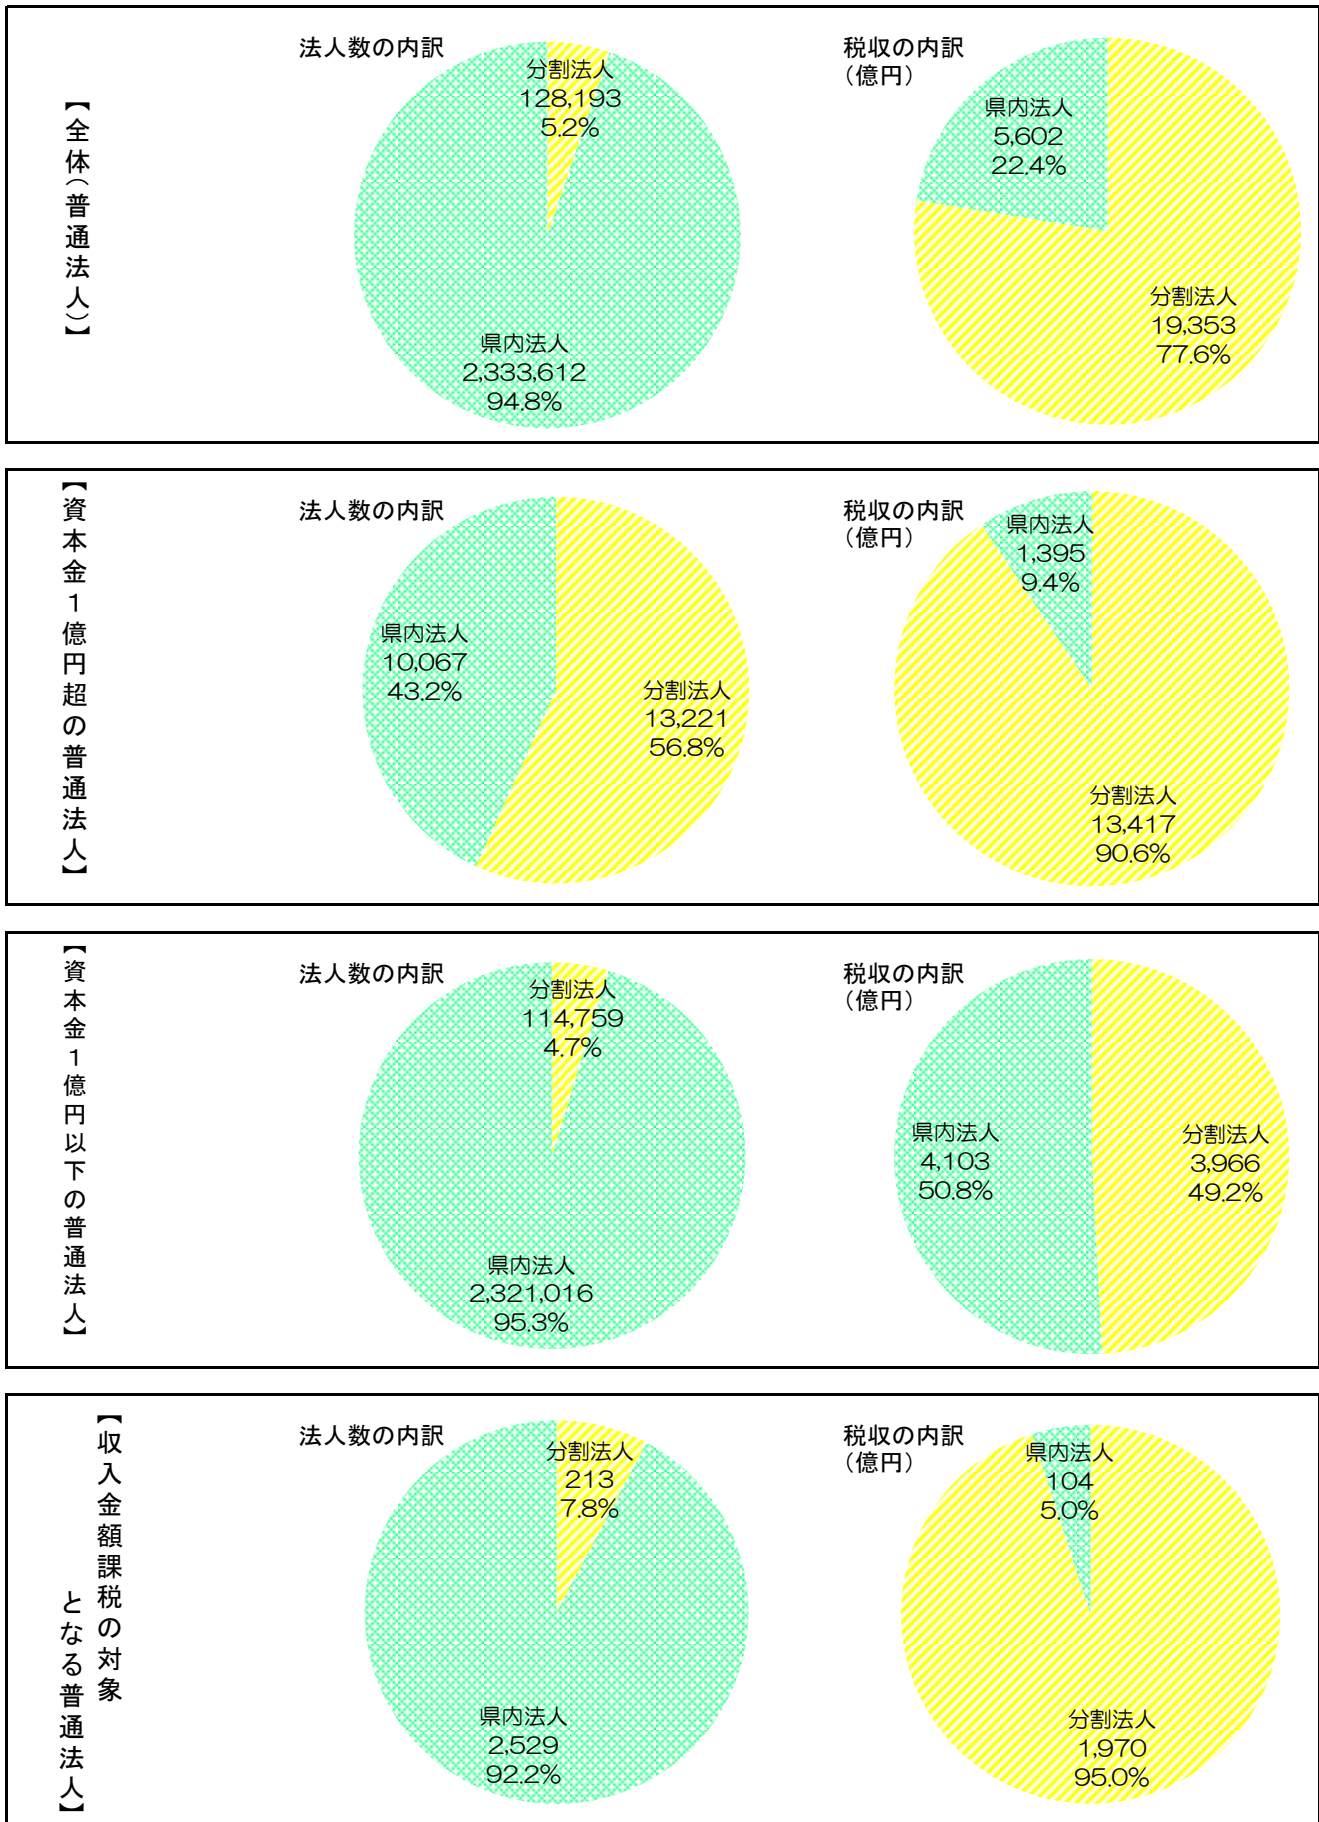 【全体（普通法人）】
法人数の内訳
分割法人
128,193
5.2%
県内法人
2,333,612
94.8%
税収の内訳
（億円）
県内法人
5,602
22.4%
分割法人
19,353
77.6%
【資本金１億円超の普通法人】
法人数の内訳
県内法人
10,067
43.2%
分割法人
13,221
56.8%
税収の内訳
（億円）
県内法人
1,395
9.4%
分割法人
13,417
90.6%
【資本金１億円以下の普通法人】
法人数の内訳
分割法人
114,759
4.7%
県内法人
2,321,016
95.3%
税収の内訳
（億円）
県内法人
4,103
50.8%
分割法人
3,966
49.2%
【収入金額課税の対象
となる普通法人】
法人数の内訳
分割法人
213
7.8%
県内法人
2,529
92.2%
税収の内訳
（億円）
県内法人
104
5.0%
分割法人
1,970
95.0%